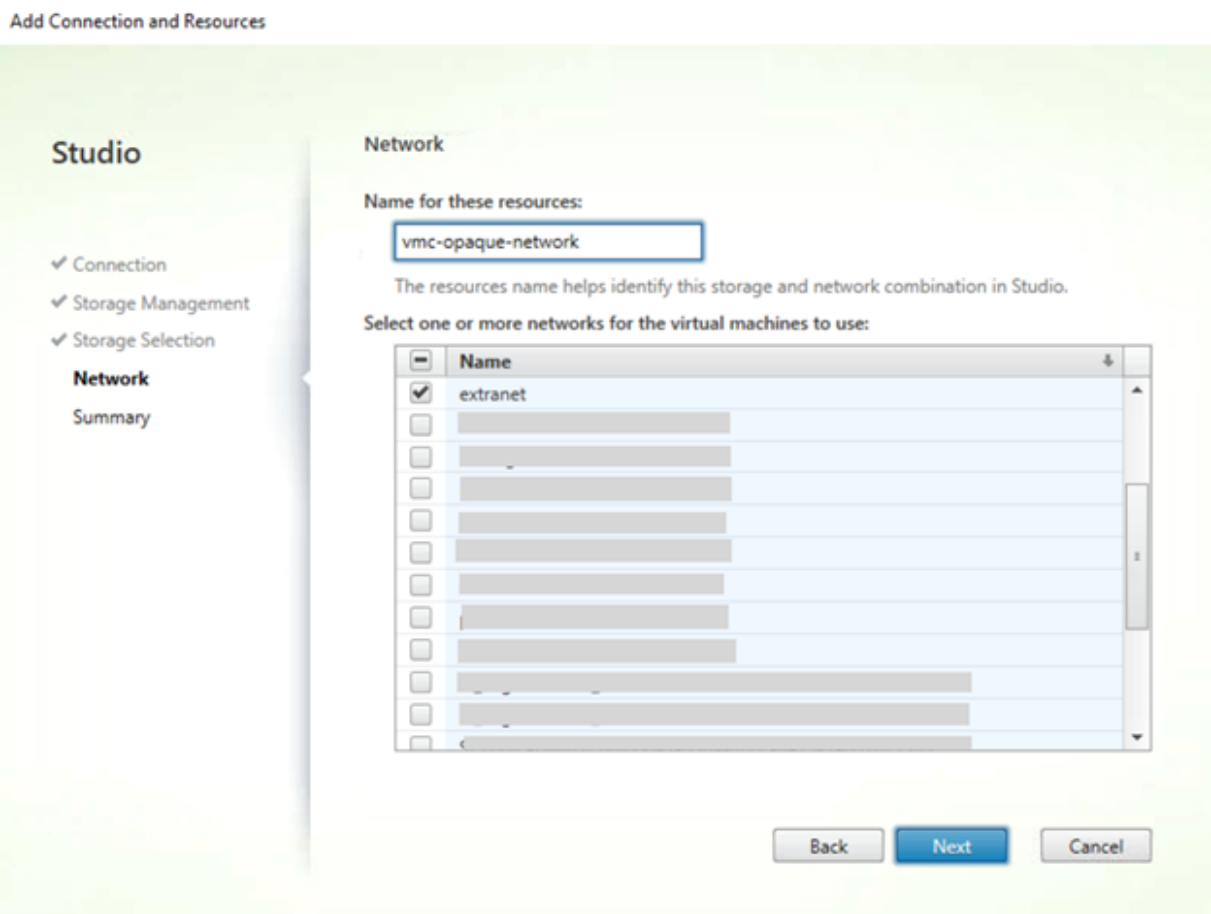 Add Connection and Resources
Studio
Connection
Storage Management
Storage Selection
Network
Summary
Network
Name for these resources:
vmc-opaque-network
The resources name helps identify this storage and network combination in Studio.
Select one or more networks for the virtual machines to use:
Name
extranet
Back
Next
Cancel